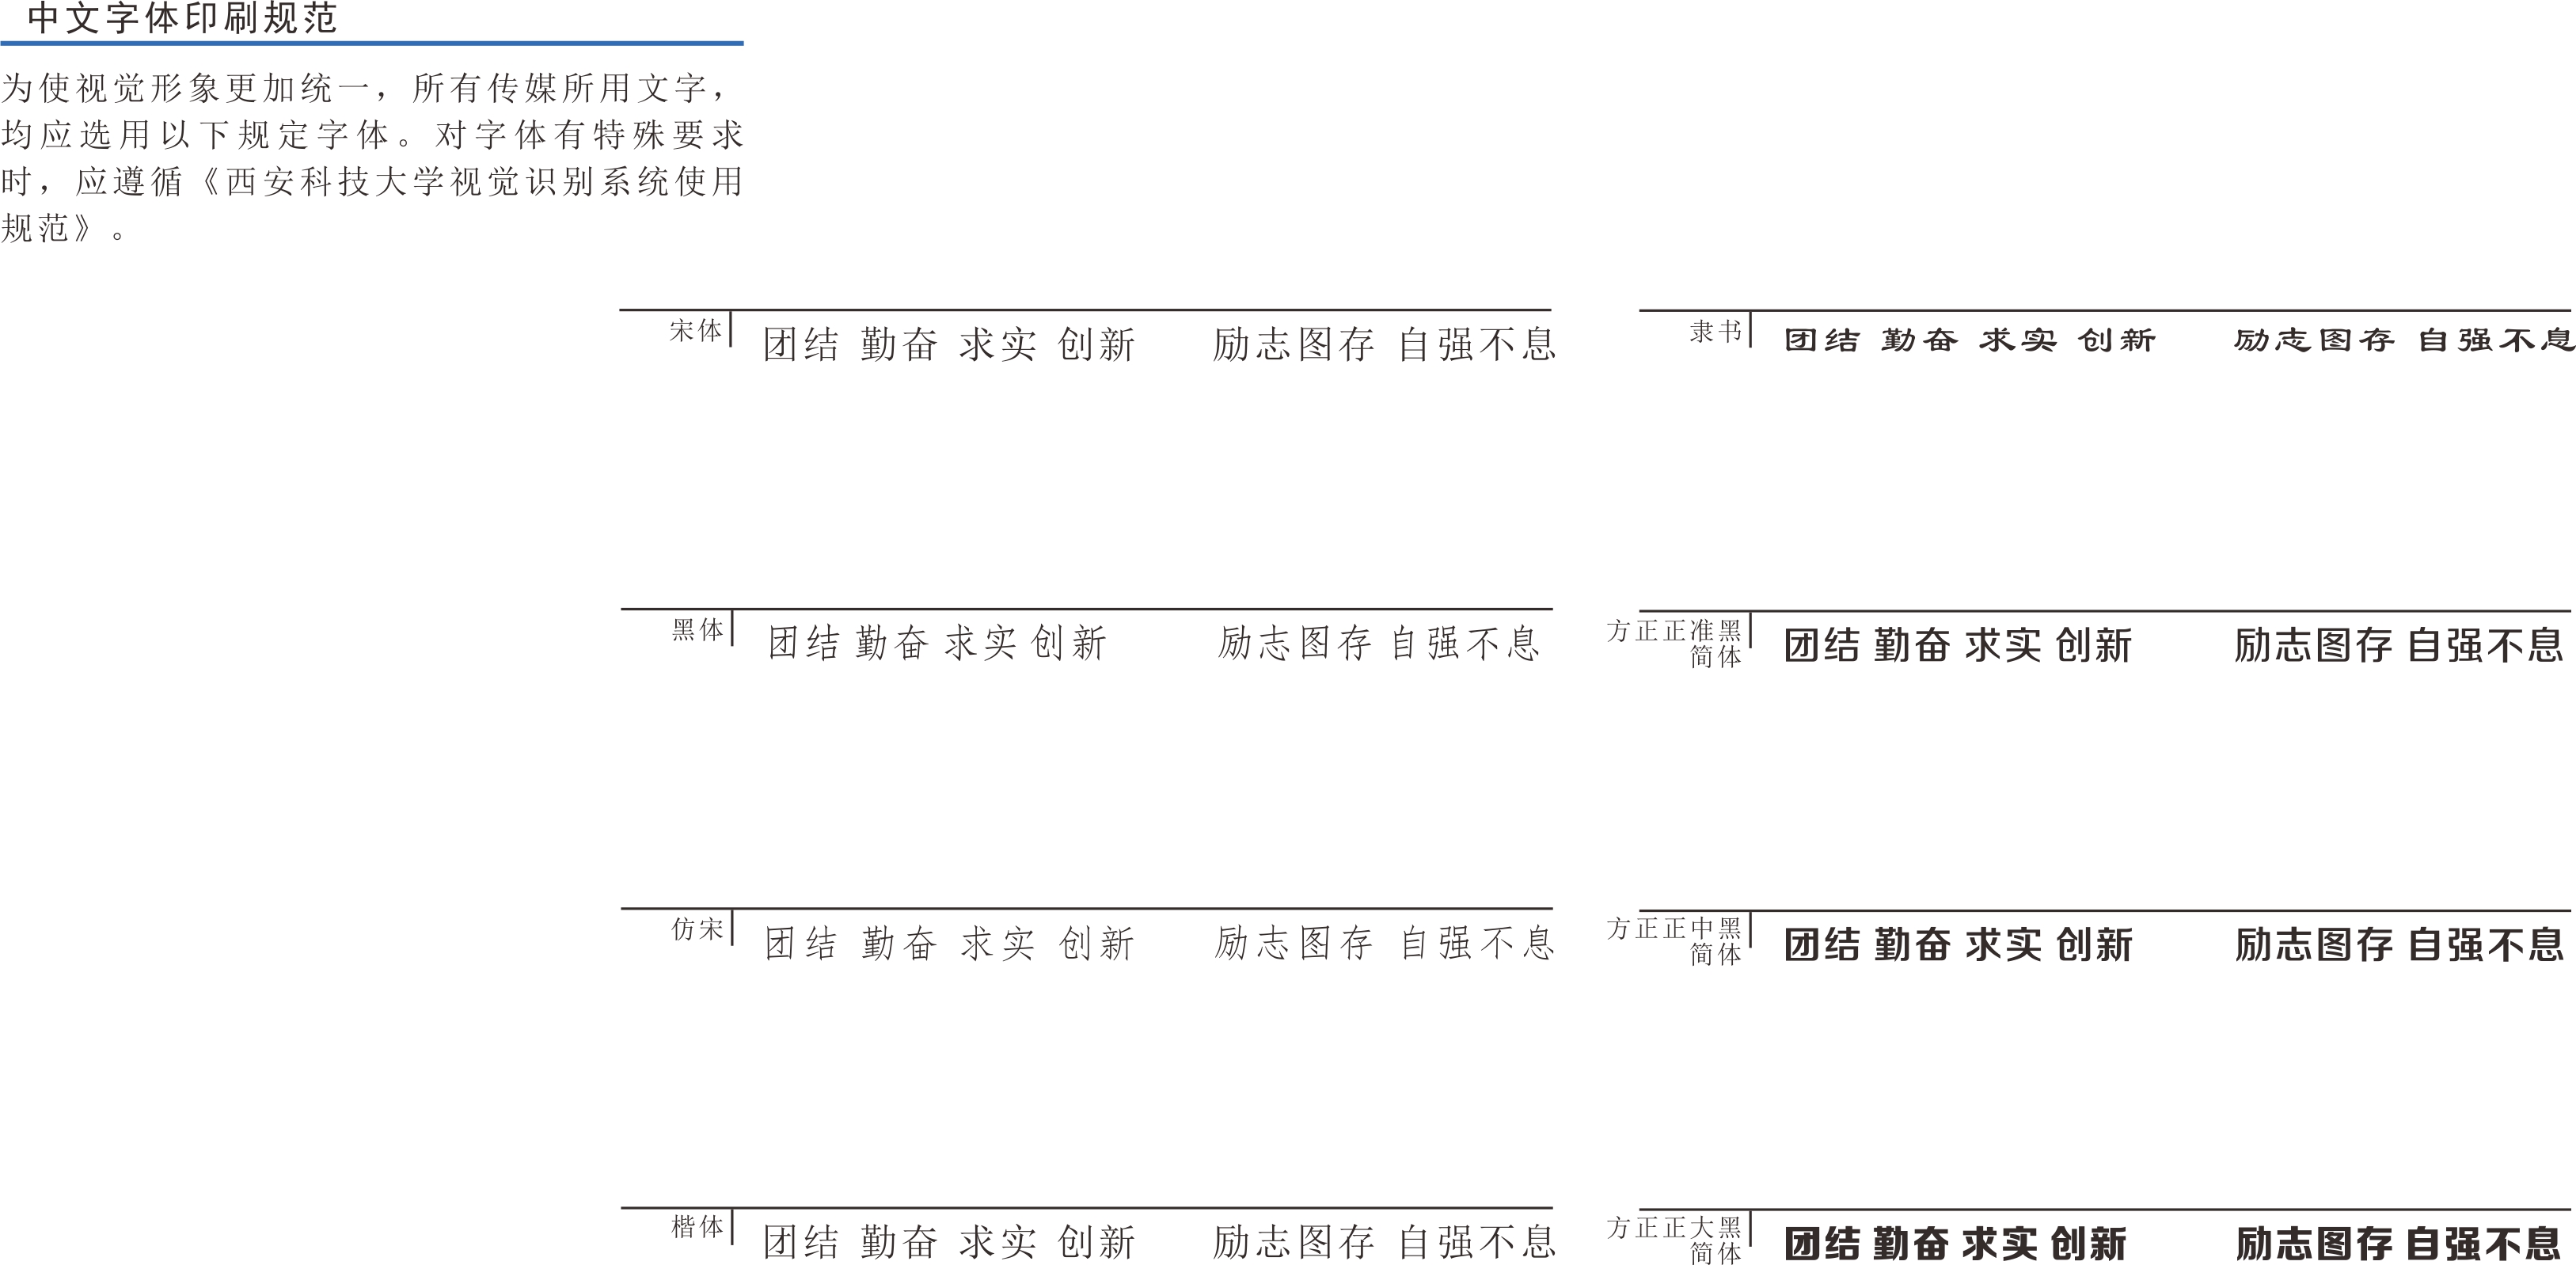 中文字体印刷规范
为使视觉形象更加统一，所有传媒所用文字，
均应选用以下规定字体。对字体有特殊要求
时，应遵循《西安科技大学视觉识别系统使用
规范》。
宋体 团结 勤奋 求实 创新 励志图存 自强不息
黑体 团结 勤奋 求实 创新 励志图存 自强不息
仿宋 团结 勤奋 求实 创新 励志图存 自强不息
楷体 团结 勤奋 求实 创新 励志图存 自强不息
隶书 团结 勤奋 求实 创新 励志图存 自强不息
方正正准黑 团结 勤奋 求实 创新 励志图存 自强不息
简体
方正正中黑 团结 勤奋 求实 创新 励志图存 自强不息
简体
方正正大黑 团结 勤奋 求实 创新 励志图存 自强不息
简体